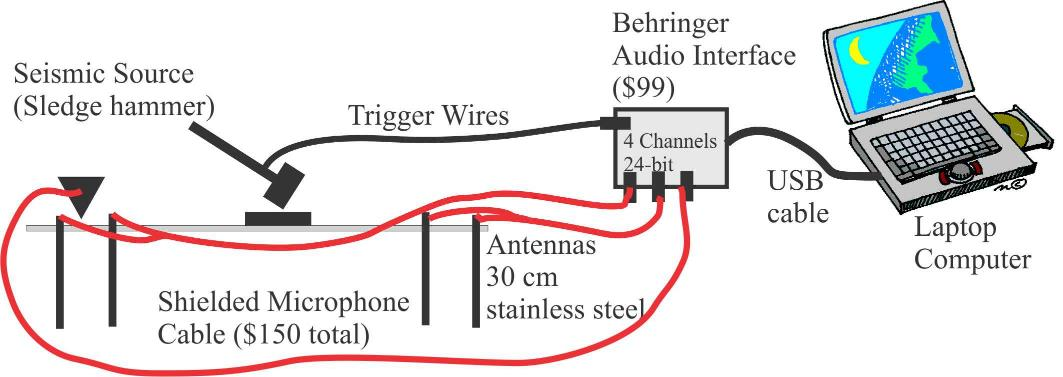 Behringer
Audio Interface
($99)
Seismic Source
(Sledge hammer)
Trigger Wires
4 Channels
24-bit
USB
cable
Laptop
Computer
Antennas
30 cm
stainless steel
Shielded Microphone
Cable ($150 total)